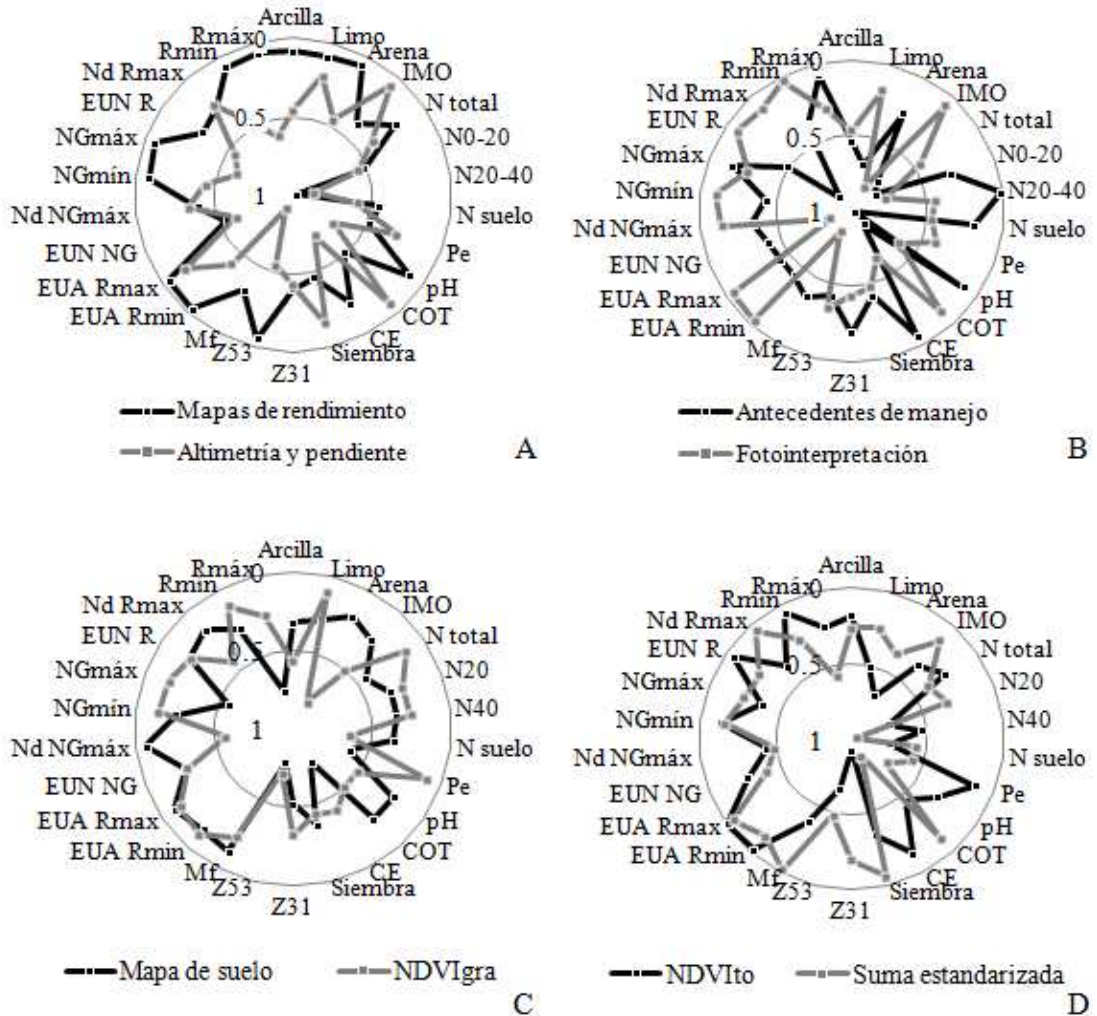 Arcilla
Limo
Arena
IMO
N total
N0-20
N20-40
N suelo
Pe
pH
COT
CE
Siembra
Z31
Z53
Mf
EUA Rmin
EUA Rmax
EUN NG
Nd NGmáx
NGmín
NGmáx
EUN R
Nd Rmax
Rmin
Rmáx
0
0.5
1
Mapas de rendimiento
Altimetría y pendiente
A
Arcilla
Limo
Arena
IMO
N total
N0-20
N20-40
N suelo
Pe
pH
COT
CE
Siembra
Z31
Z53
Mf
EUA Rmin
EUA Rmax
EUN NG
Nd NGmáx
NGmín
NGmáx
EUN R
Nd Rmax
Rmin
Rmáx
0
0.5
1
Antecedentes de manejo
Fotointerpretación
B
Arcilla
Limo
Arena
IMO
N total
N20
N40
N suelo
Pe
pH
COT
CE
Siembra
Z31
Z53
Mf
EUA Rmin
EUA Rmax
EUN NG
Nd NGmáx
NGmín
NGmáx
EUN R
Nd Rmax
Rmin
Rmáx
0
0.5
1
Mapa de suelo
NDVIgra
C
Arcilla
Limo
Arena
IMO
N total
N20
N40
N suelo
Pe
pH
COT
CE
Siembra
Z31
Z53
Mf
EUA Rmin
EUA Rmax
EUN NG
Nd NGmáx
NGmín
NGmáx
EUN R
Nd Rmax
Rmin
Rmáx
0
0.5
1
NDVIto
Suma estandarizada
D